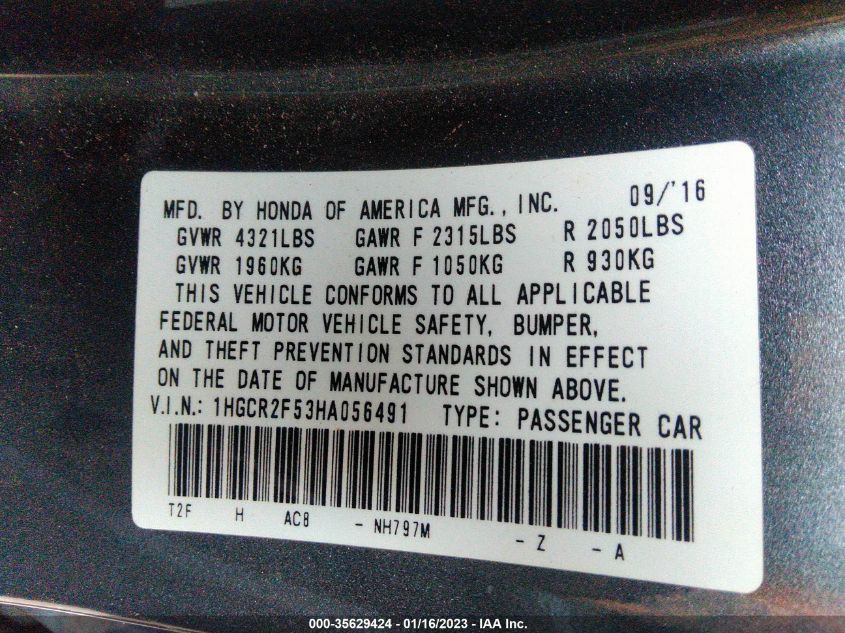 MFD. BY HONDA OF AMERICA MFG., INC. 09/'16
GVWR 4321LBS GAWR F 2315LBS R 2050LBS
GVWR 1960KG GAWR F 1050KG R 930KG
THIS VEHICLE CONFORMS TO ALL APPLICABLE
FEDERAL MOTOR VEHICLE SAFETY, BUMPER,
AND THEFT PREVENTION STANDARDS IN EFFECT
ON THE DATE OF MANUFACTURE SHOWN ABOVE.
V.I.N.: 1HGCR2F53HA056491 TYPE: PASSENGER CAR
T2F H AC8 - NH797M - Z - A
000-35629424 - 01/16/2023 - IAA Inc.